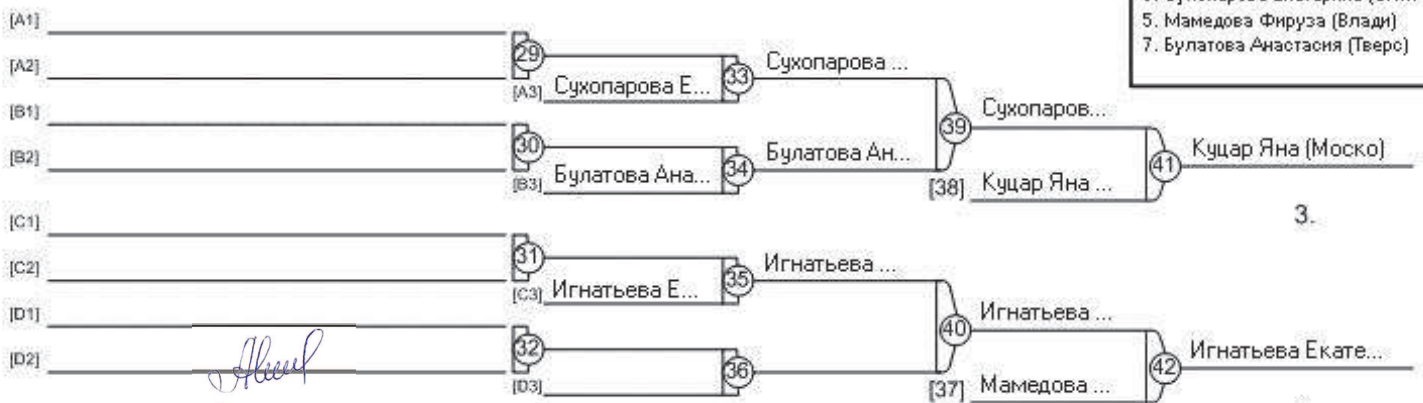 5. Мамедова Фируза (Влади)
7. Булатова Анастасия (Тверс)
[A1]
[A2]
29
[A3] Сухопарова Е...
33
Сухопарова ...
[B1]
[B2]
30
[B3] Булатова Ана...
34
Булатова Ан...
39
Сухопаров...
[38] Куцар Яна ...
41
Куцар Яна (Моско)
3.
[C1]
[C2]
31
[C3] Игнатьева Е...
35
Игнатьева ...
[D1]
[D2]
32
[D3]
36
40
Игнатьева ...
[37] Мамедова ...
42
Игнатьева Екате...